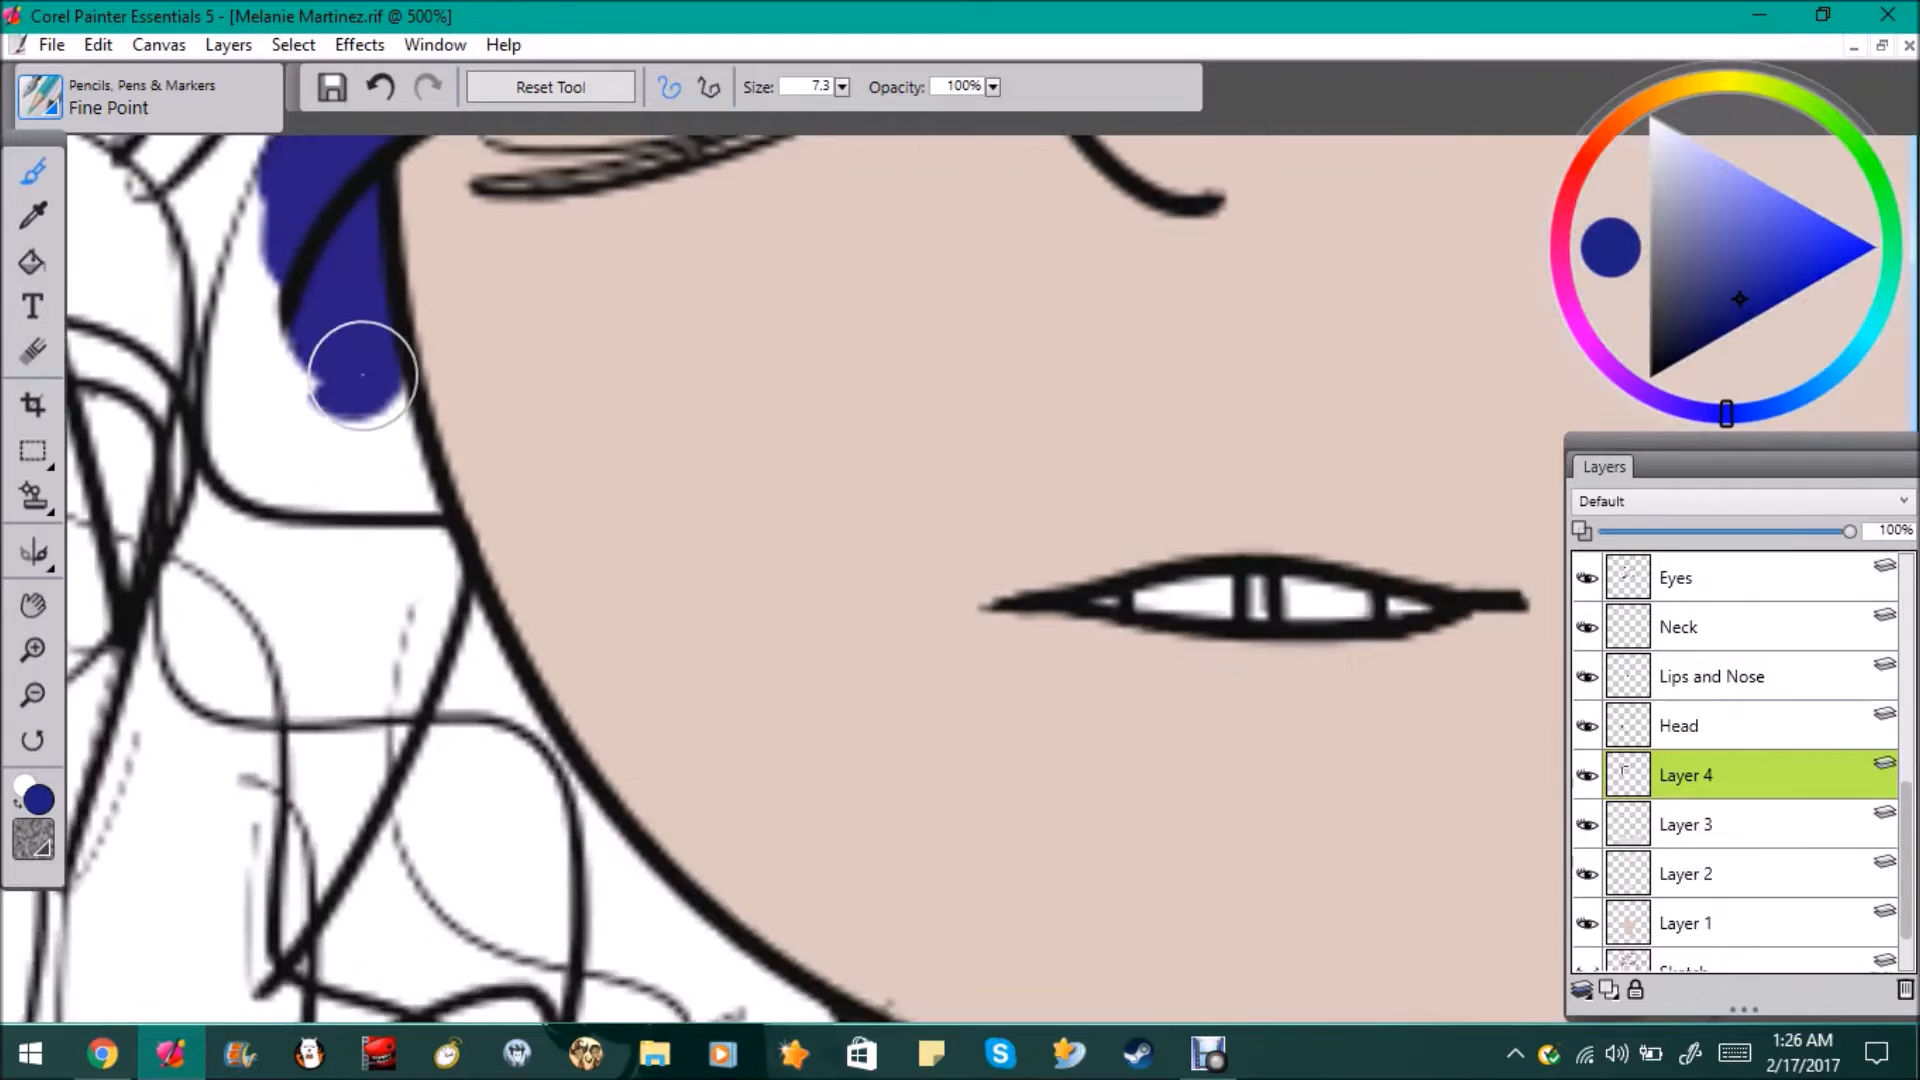 Corel Painter Essentials 5 - [Melanie Martinez.rif @ 500%]
File Edit Canvas Layers Select Effects Window Help
Pencils, Pens & Markers
Fine Point
Reset Tool
Size: 7.3
Opacity: 100%
Layers
Default
100%
Eyes
Neck
Lips and Nose
Head
Layer 4
Layer 3
Layer 2
Layer 1
Sketch
1:26 AM
2/17/2017